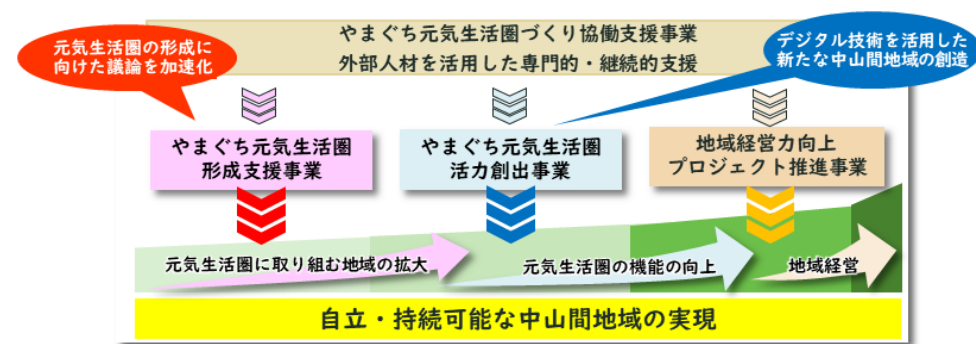 やまぐち元気生活圏づくり協働支援事業
外部人材を活用した専門的・継続的支援
元気生活圏の形成に
向けた議論を加速化
デジタル技術を活用した
新たな中山間地域の創造
やまぐち元気生活圏
形成支援事業
やまぐち元気生活圏
活力創出事業
地域経営力向上
プロジェクト推進事業
元気生活圏に取り組む地域の拡大
元気生活圏の機能の向上
地域経営
自立・持続可能な中山間地域の実現